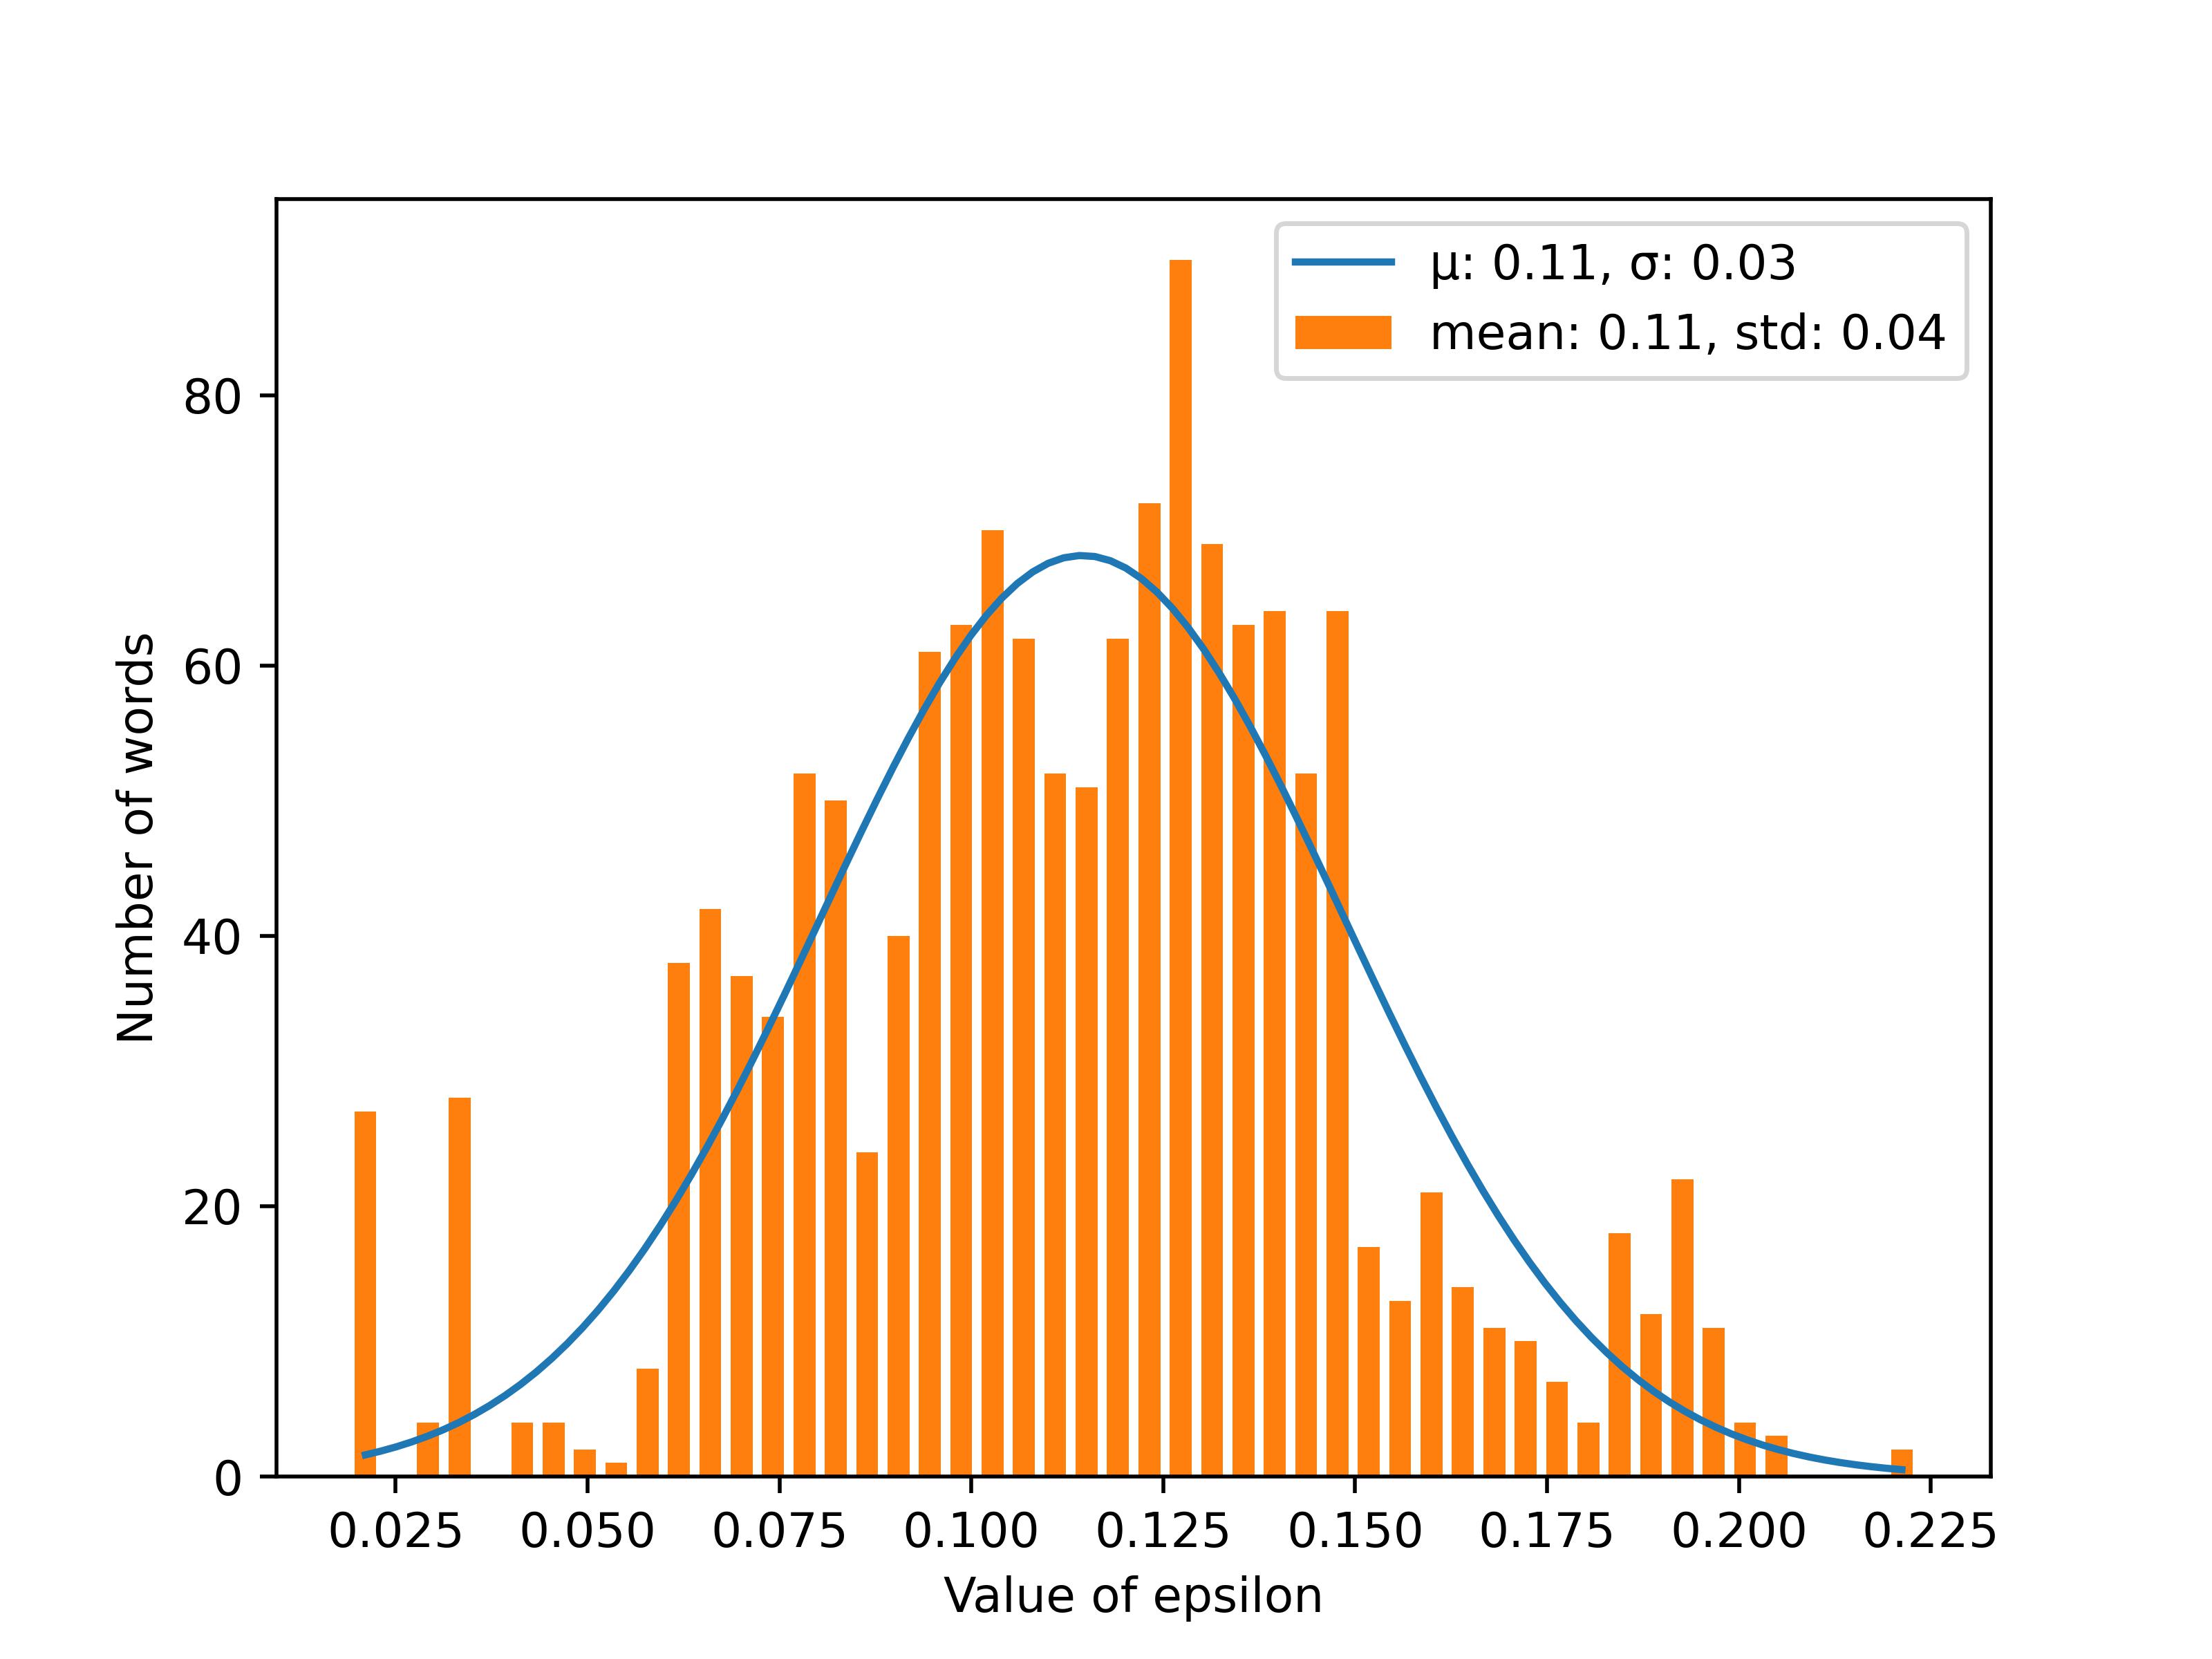 μ: 0.11, σ: 0.03
mean: 0.11, std: 0.04
80
60
40
20
0
Number of words
0.025 0.050 0.075 0.100 0.125 0.150 0.175 0.200 0.225
Value of epsilon